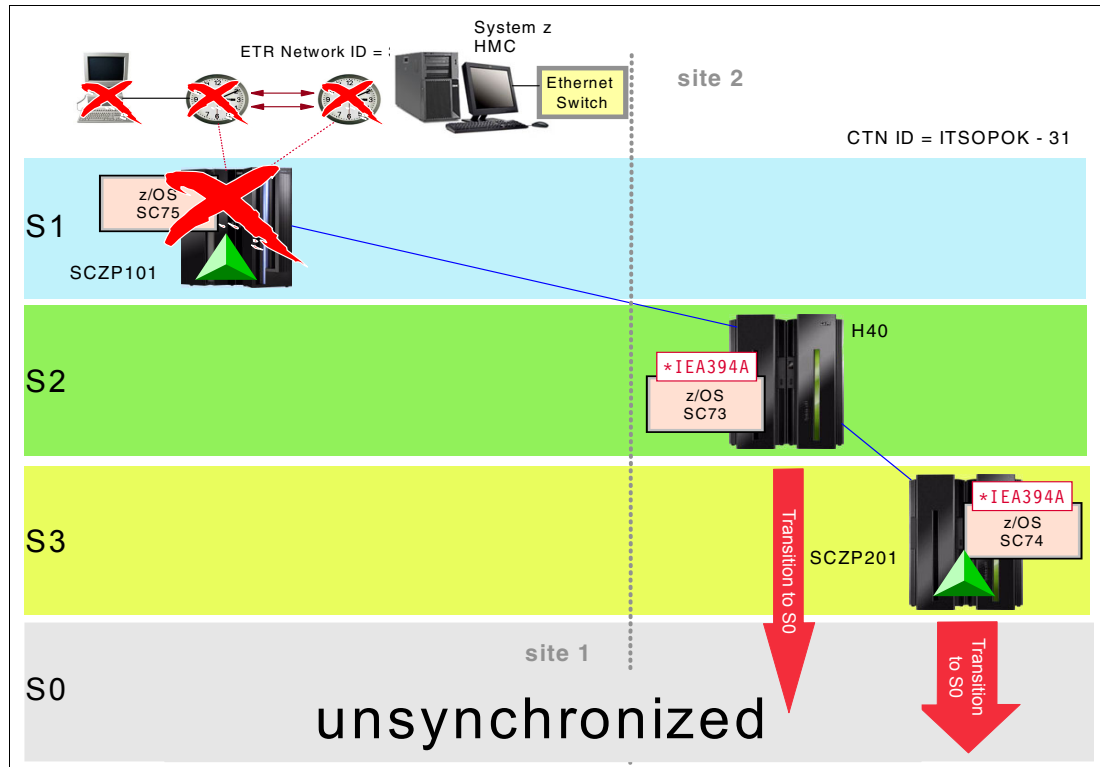 System z
HMC
ETR Network ID =
Ethernet
Switch
site 2
CTN ID = ITSOPOK - 31
S1
z/OS
SC75
SCZP101
S2
H40
*IEA394A
z/OS
SC73
S3
*IEA394A
z/OS
SC74
SCZP201
Transition to S0
Transition
to S0
site 1
S0
unsynchronized